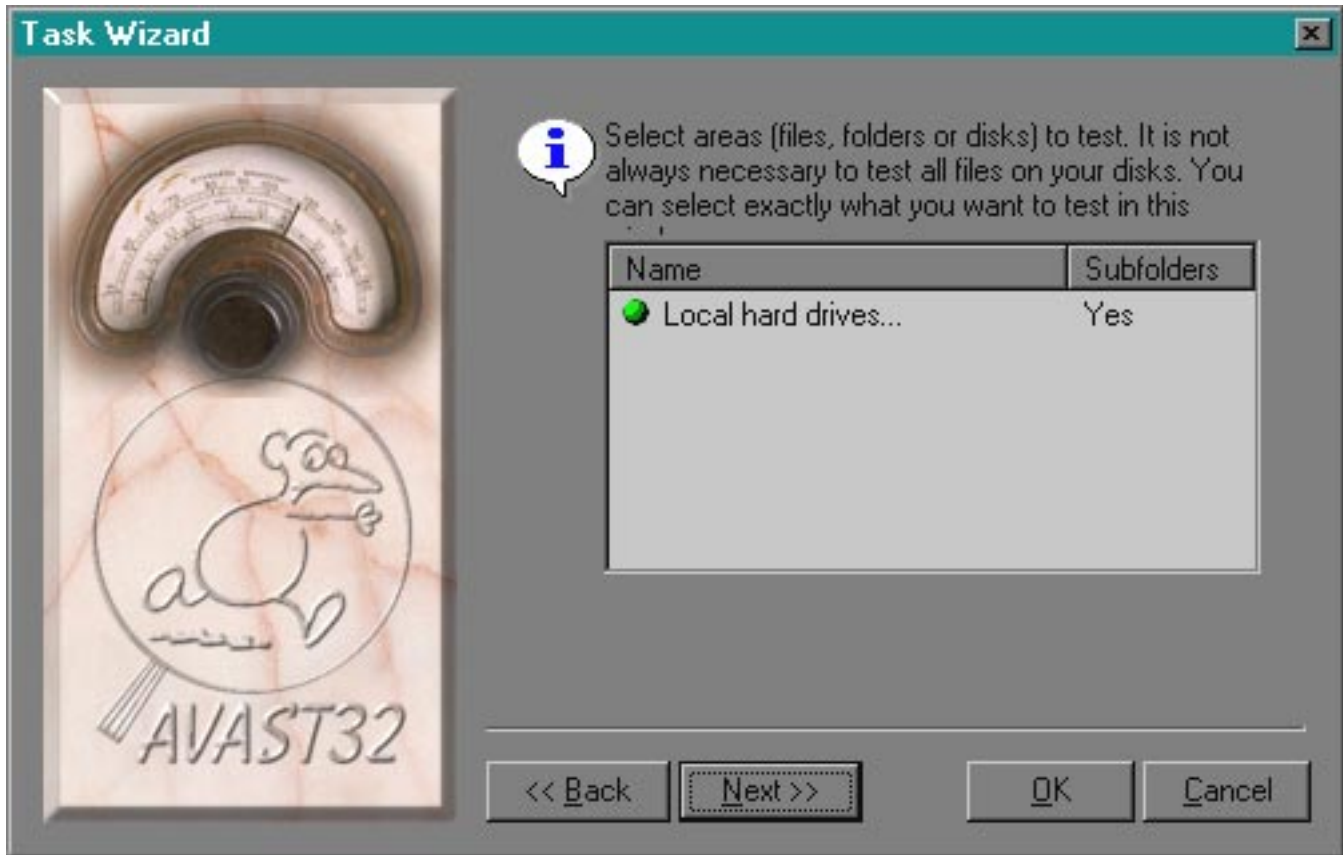 Task Wizard
Select areas (files, folders or disks) to test. It is not
always necessary to test all files on your disks. You
can select exactly what you want to test in this
Name Subfolders
Local hard drives... Yes
AVAST32
<< Back Next >> OK Cancel